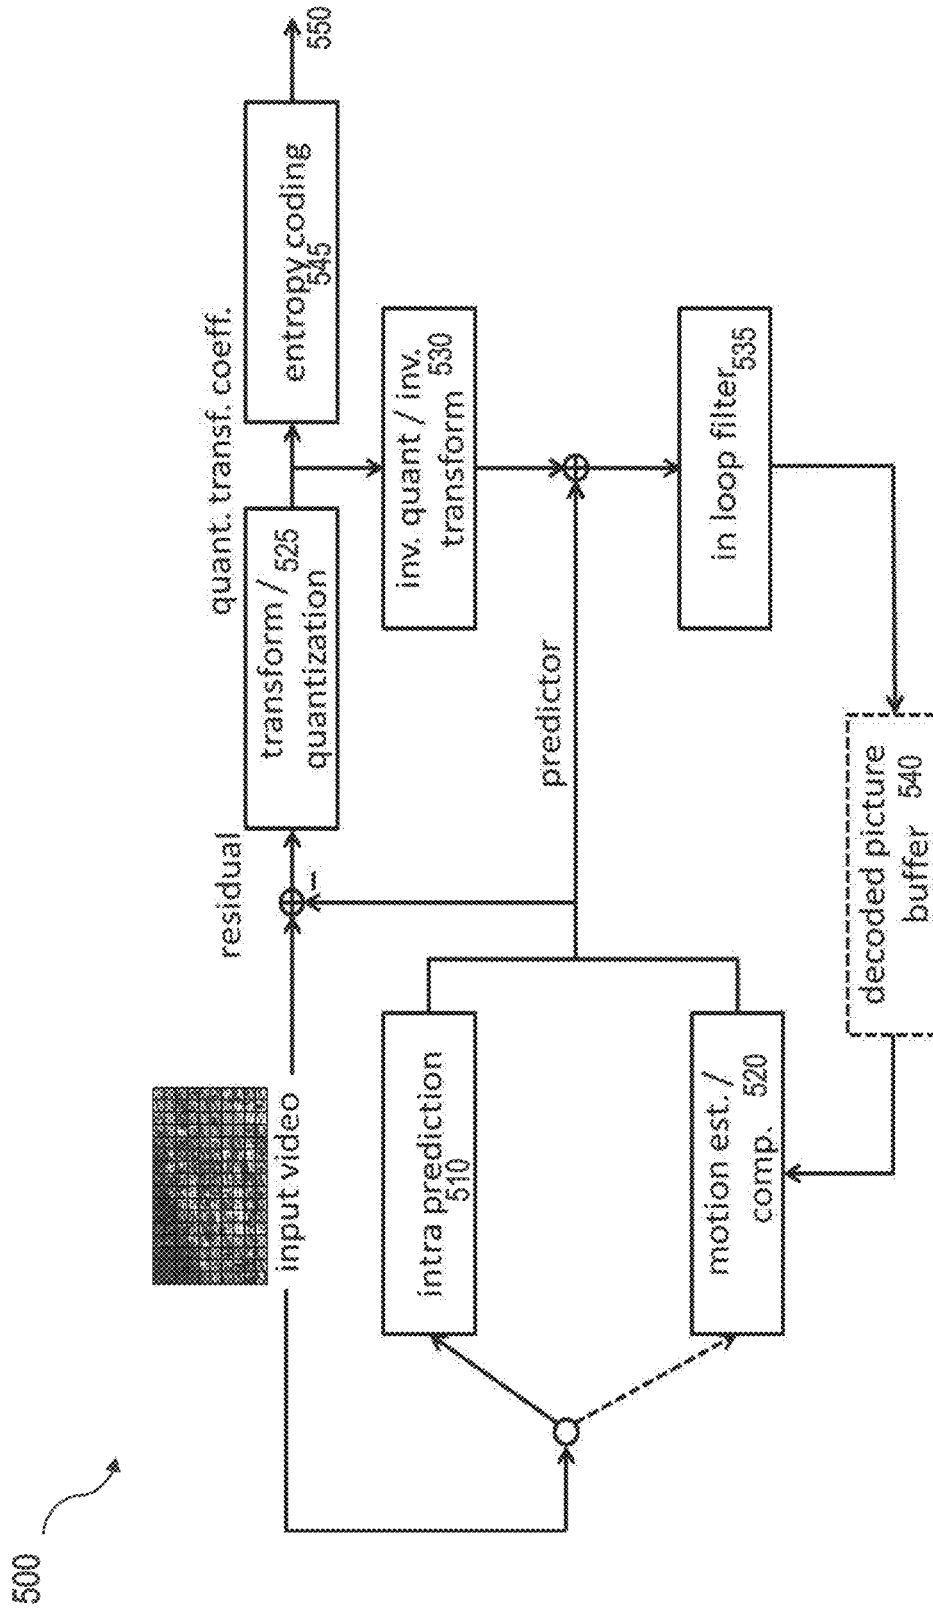 500
input video
residual
transform /
quantization
525
quant. transf. coeff.
entropy coding
545
550
intra prediction
510
inv. quant / inv.
transform
530
predictor
motion est. /
comp.
520
in loop filter
535
decoded picture
buffer
540